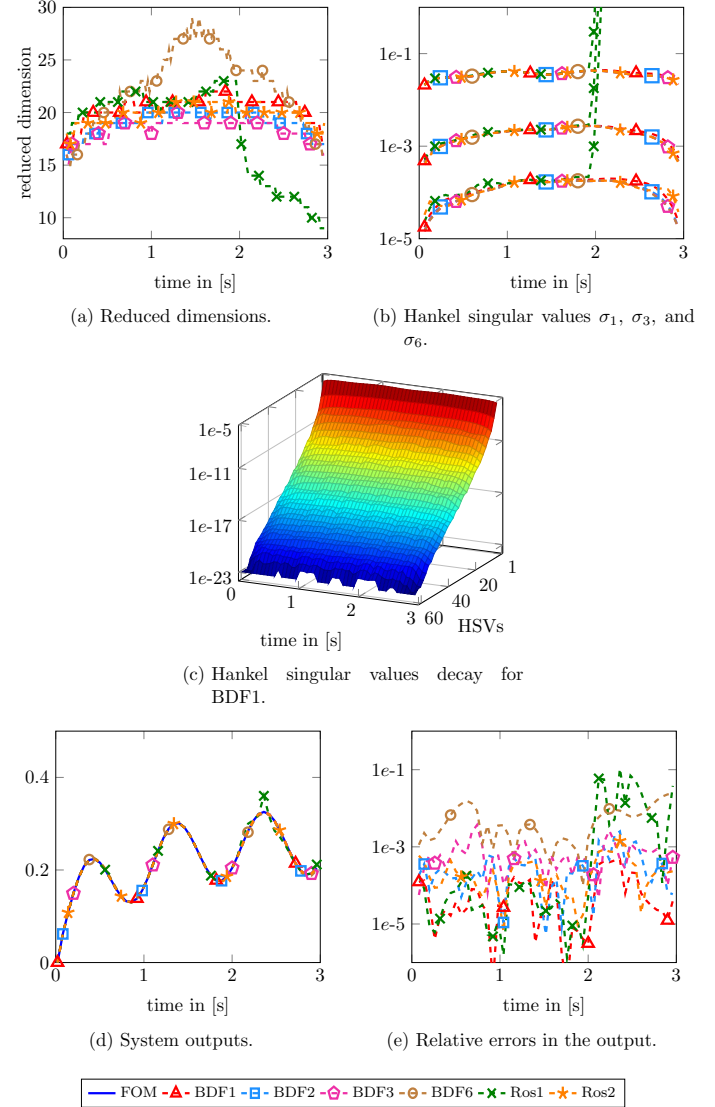 30
25
20
15
10
reduced dimension
0
1
2
3
time in [s]
(a) Reduced dimensions.
1e-1
1e-3
1e-5
0
1
2
3
time in [s]
(b) Hankel singular values σ₁, σ₃, and
σ₆.
1e-5
1e-11
1e-17
1e-23
0
1
2
3
time in [s]
60
40
20
1
HSVs
(c) Hankel singular values decay for
BDF1.
0.4
0.2
0
0
1
2
3
time in [s]
(d) System outputs.
1e-1
1e-3
1e-5
0
1
2
3
time in [s]
(e) Relative errors in the output.
FOM BDF1 BDF2 BDF3 BDF6 Ros1 Ros2